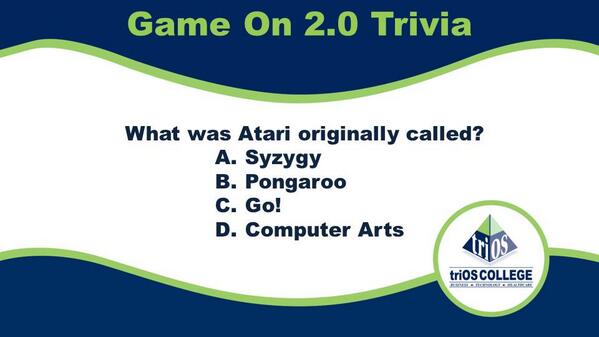 Game On 2.0 Trivia
What was Atari originally called?
A. Syzygy
B. Pongaroo
C. Go!
D. Computer Arts
triOS
triOS COLLEGE
BUSINESS • TECHNOLOGY • HEALTHCARE